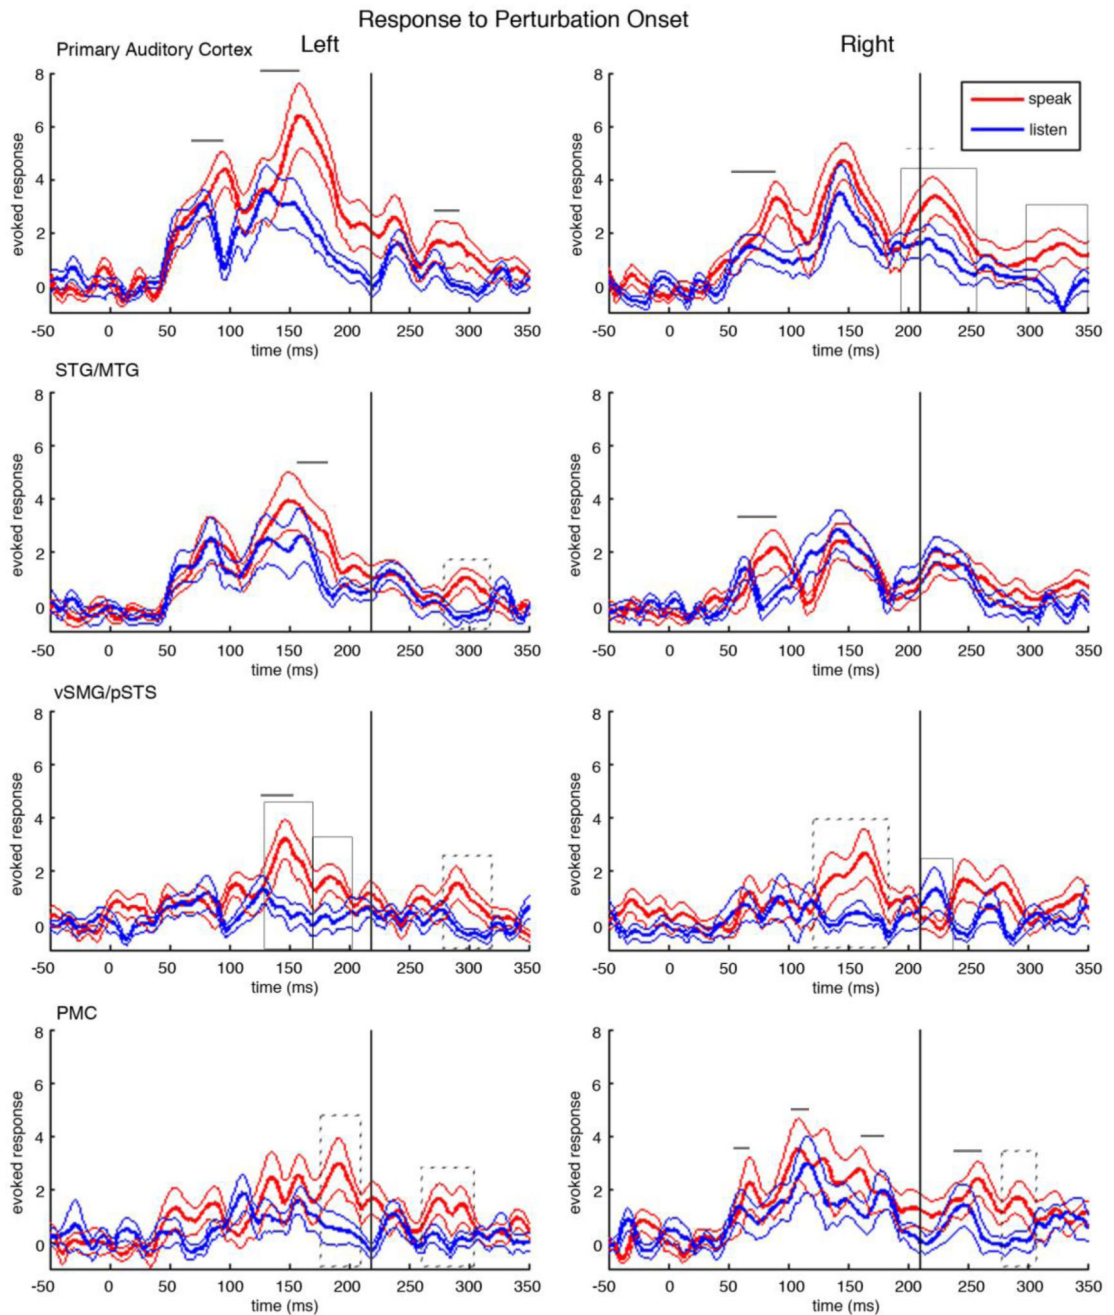 Response to Perturbation Onset
Primary Auditory Cortex
Left
Right
8
6
4
2
0
evoked response
-50 0 50 100 150 200 250 300 350
time (ms)
8
6
4
2
0
evoked response
-50 0 50 100 150 200 250 300 350
time (ms)
speak
listen
STG/MTG
8
6
4
2
0
evoked response
-50 0 50 100 150 200 250 300 350
time (ms)
8
6
4
2
0
evoked response
-50 0 50 100 150 200 250 300 350
time (ms)
vSMG/pSTS
8
6
4
2
0
evoked response
-50 0 50 100 150 200 250 300 350
time (ms)
8
6
4
2
0
evoked response
-50 0 50 100 150 200 250 300 350
time (ms)
PMC
8
6
4
2
0
evoked response
-50 0 50 100 150 200 250 300 350
time (ms)
8
6
4
2
0
evoked response
-50 0 50 100 150 200 250 300 350
time (ms)